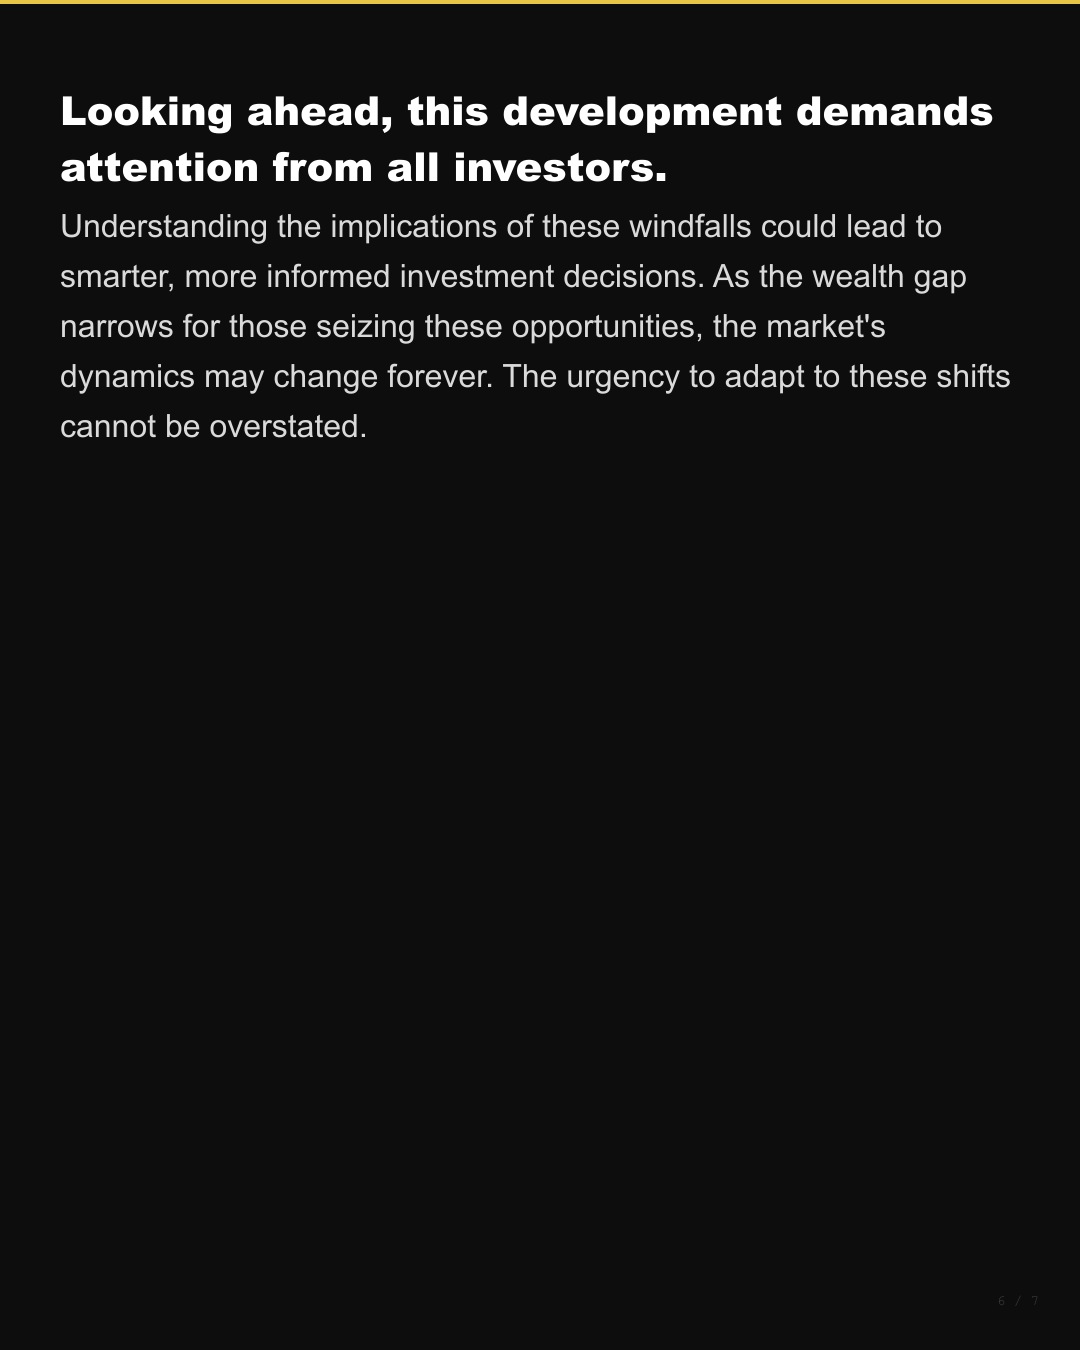 Looking ahead, this development demands
attention from all investors.
Understanding the implications of these windfalls could lead to
smarter, more informed investment decisions. As the wealth gap
narrows for those seizing these opportunities, the market's
dynamics may change forever. The urgency to adapt to these shifts
cannot be overstated.
6 / 7